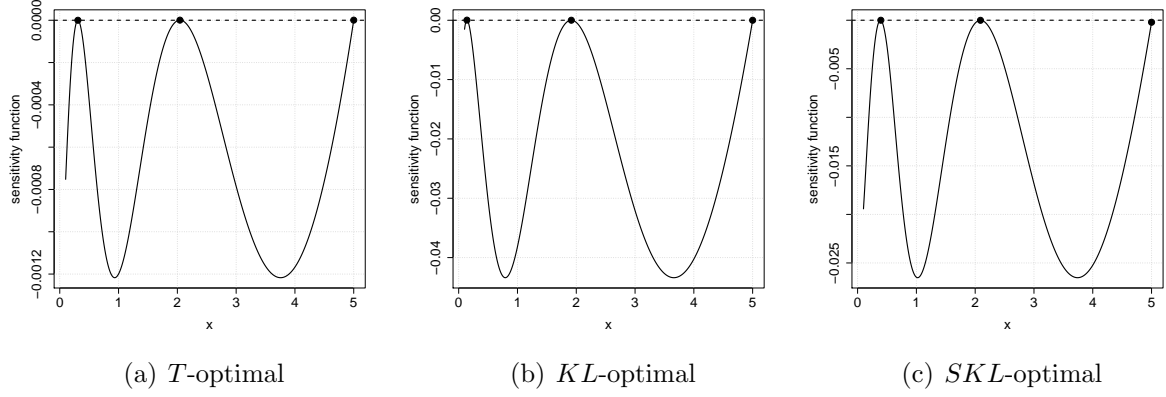 0.0000
−0.0004
−0.0008
−0.0012
sensitivity function
0 1 2 3 4 5
x
(a) T-optimal
0.00
−0.01
−0.02
−0.03
−0.04
sensitivity function
0 1 2 3 4 5
x
(b) KL-optimal
−0.005
−0.015
−0.025
sensitivity function
0 1 2 3 4 5
x
(c) SKL-optimal